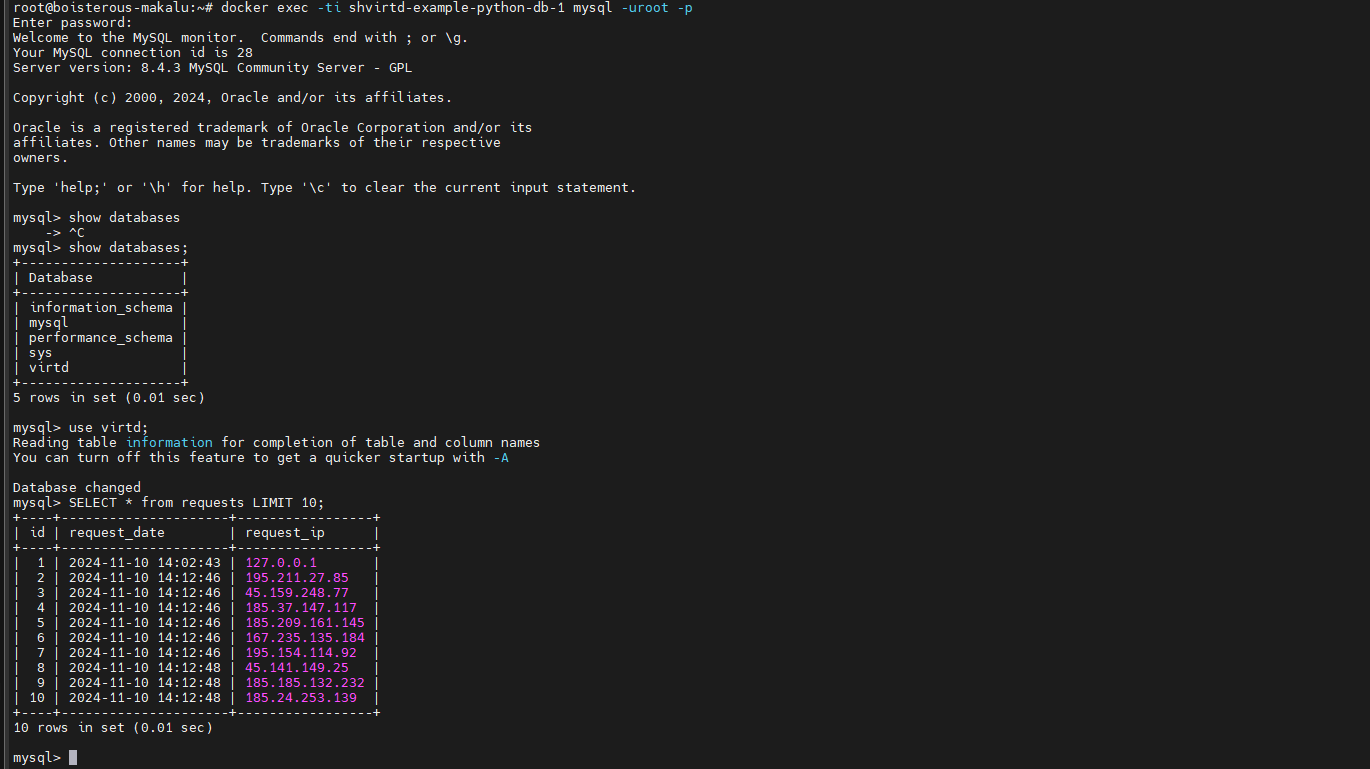 root@boisterous-makalu:~# docker exec -ti shvirtd-example-python-db-1 mysql -uroot -p
Enter password:
Welcome to the MySQL monitor.  Commands end with ; or \g.
Your MySQL connection id is 28
Server version: 8.4.3 MySQL Community Server - GPL

Copyright (c) 2000, 2024, Oracle and/or its affiliates.

Oracle is a registered trademark of Oracle Corporation and/or its
affiliates. Other names may be trademarks of their respective
owners.

Type 'help;' or '\h' for help. Type '\c' to clear the current input statement.

mysql> show databases
    -> ^C
mysql> show databases;
+--------------------+
| Database           |
+--------------------+
| information_schema |
| mysql              |
| performance_schema |
| sys                |
| virtd              |
+--------------------+
5 rows in set (0.01 sec)

mysql> use virtd;
Reading table information for completion of table and column names
You can turn off this feature to get a quicker startup with -A

Database changed
mysql> SELECT * from requests LIMIT 10;
+----+---------------------+-----------------+
| id | request_date        | request_ip      |
+----+---------------------+-----------------+
|  1 | 2024-11-10 14:02:43 | 127.0.0.1       |
|  2 | 2024-11-10 14:12:46 | 195.211.27.85   |
|  3 | 2024-11-10 14:12:46 | 45.159.248.77   |
|  4 | 2024-11-10 14:12:46 | 185.37.147.117  |
|  5 | 2024-11-10 14:12:46 | 185.209.161.145 |
|  6 | 2024-11-10 14:12:46 | 167.235.135.184 |
|  7 | 2024-11-10 14:12:46 | 195.154.114.92  |
|  8 | 2024-11-10 14:12:48 | 45.141.149.25   |
|  9 | 2024-11-10 14:12:48 | 185.185.132.232 |
| 10 | 2024-11-10 14:12:48 | 185.24.253.139  |
+----+---------------------+-----------------+
10 rows in set (0.01 sec)

mysql>